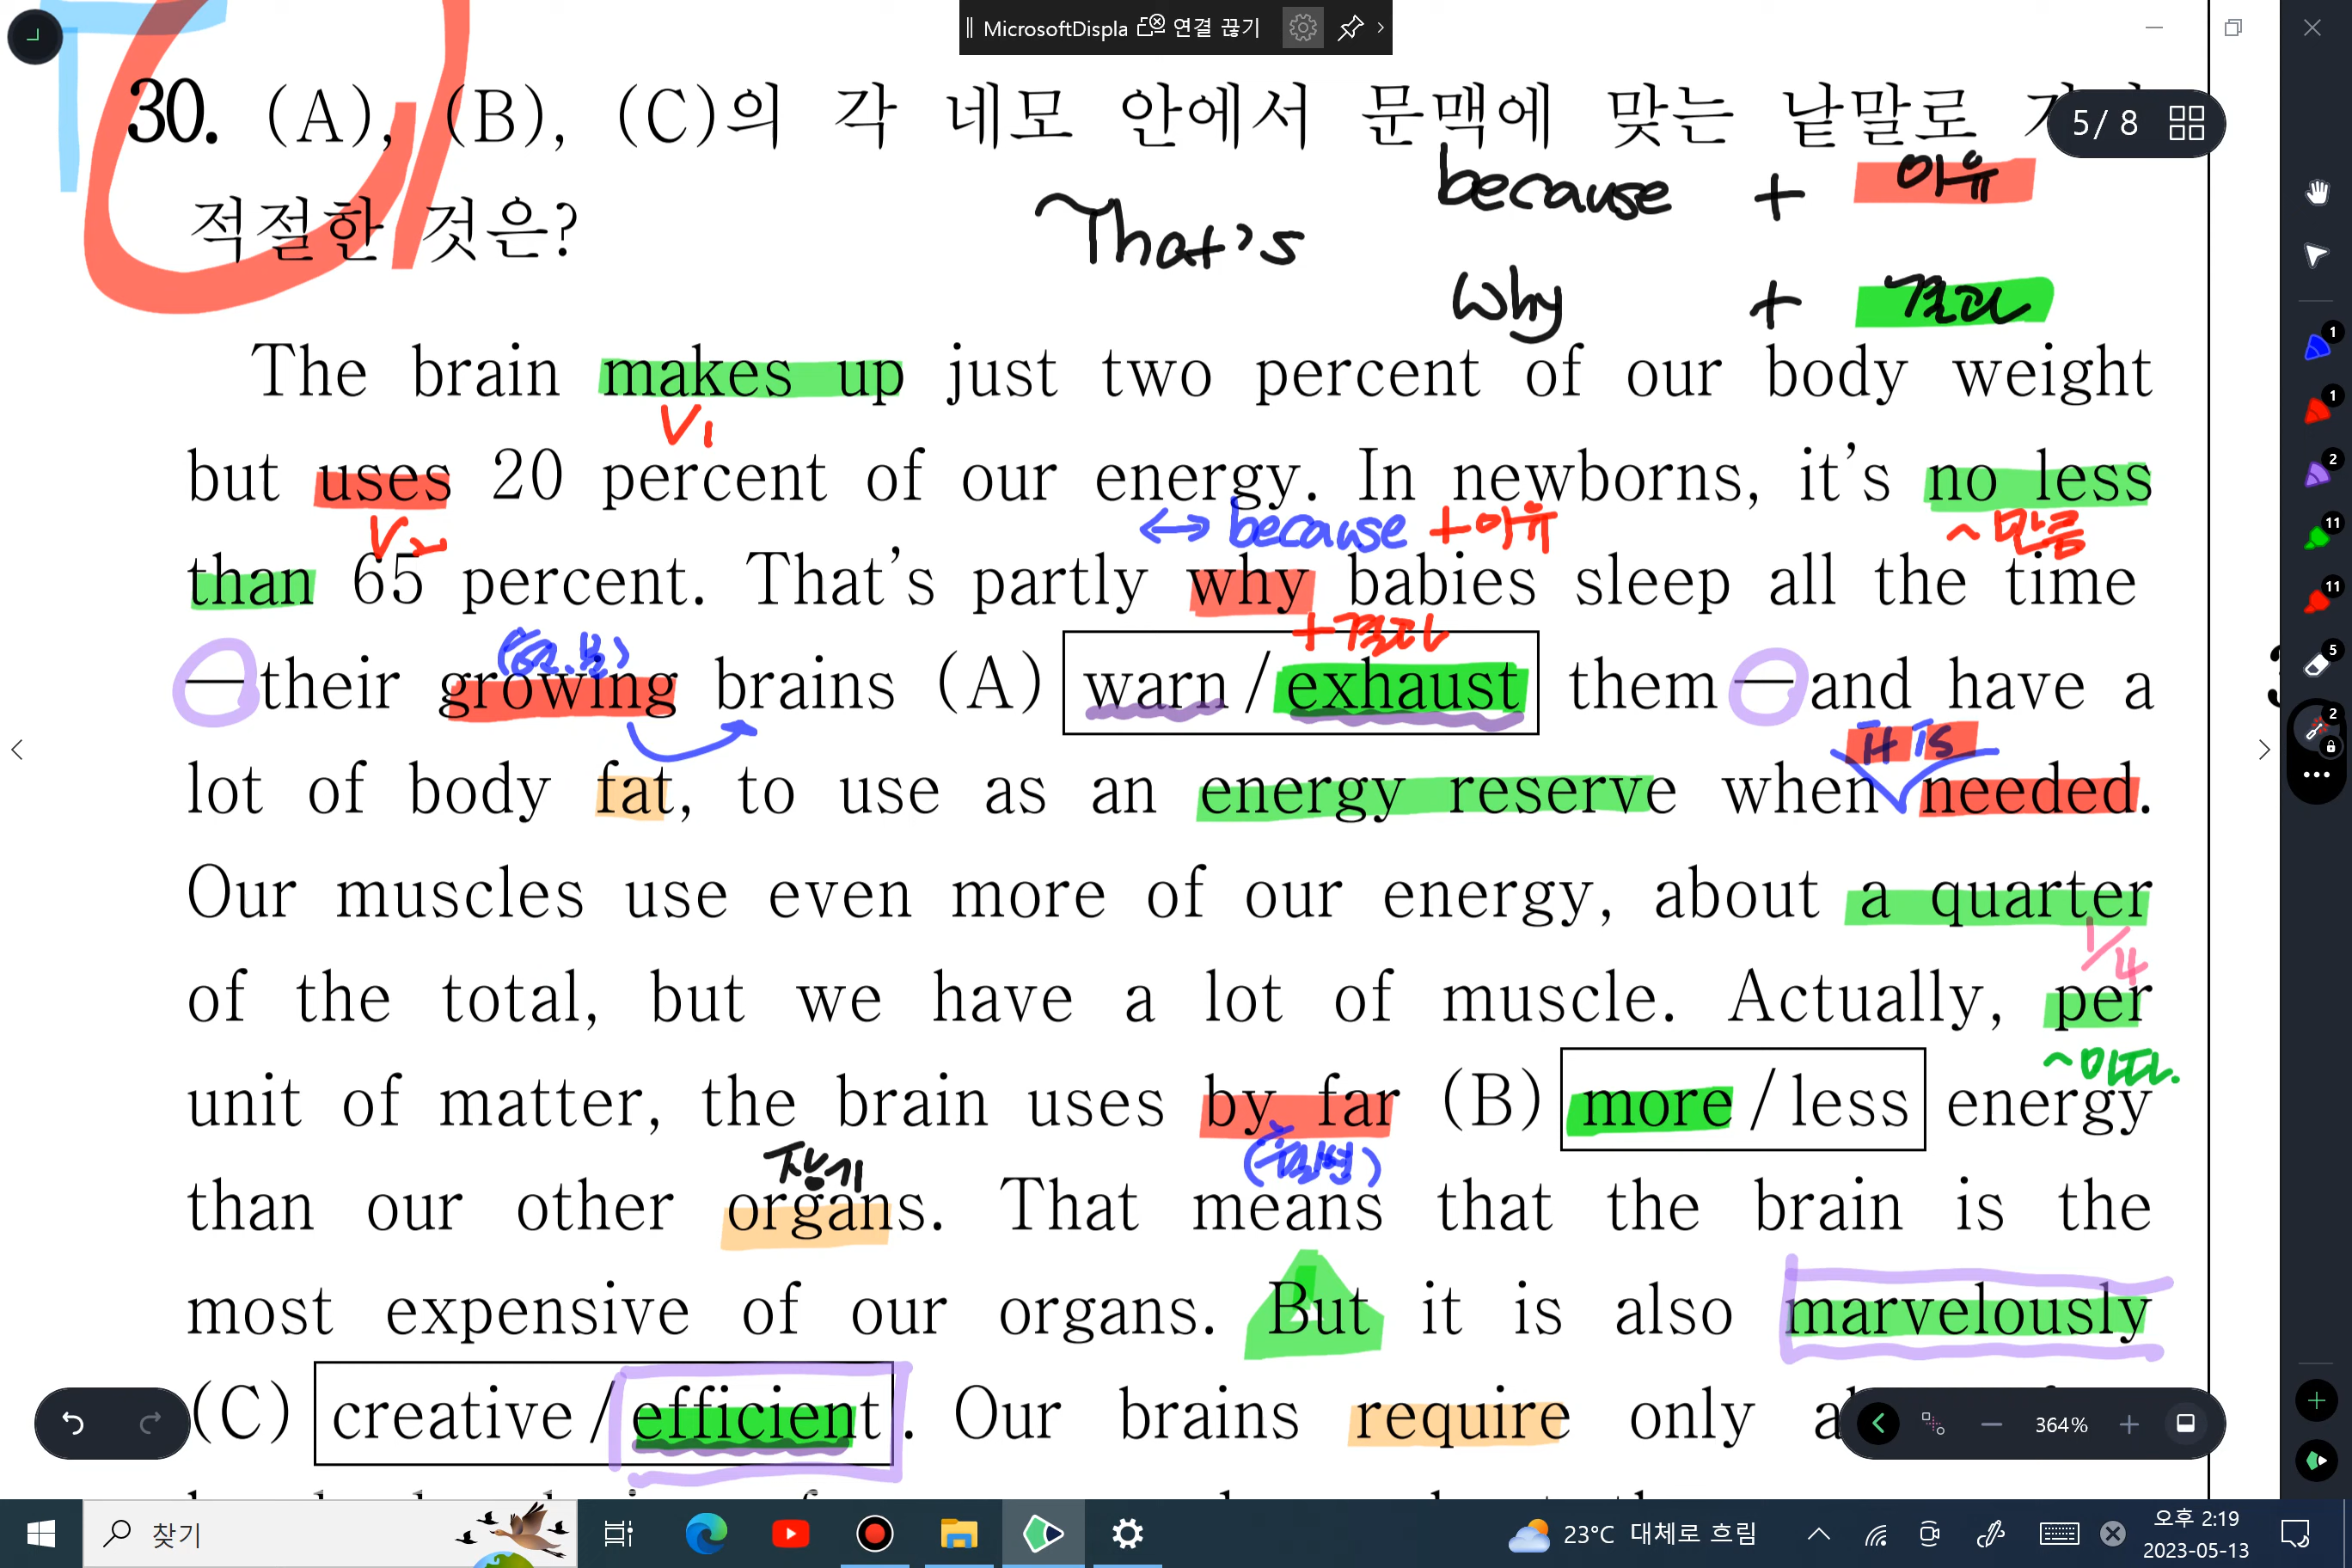 MicrosoftDispla 연결 끊기
30. (A), (B), (C)의 각 네모 안에서 문맥에 맞는 낱말로
5/ 8
적절한 것은?
That's
because + 이유
why + 결과
The brain makes up just two percent of our body weight
V1
but uses 20 percent of our energy. In newborns, it's no less
V2 ↔ because +이유 ~만큼
than 65 percent. That's partly why babies sleep all the time
+결과
—their growing brains (A) warn / exhaust them—and have a
it is
lot of body fat, to use as an energy reserve when needed.
Our muscles use even more of our energy, about a quarter
1/4
of the total, but we have a lot of muscle. Actually, per
~마다.
unit of matter, the brain uses by far (B) more / less energy
장기
than our other organs. That means that the brain is the
most expensive of our organs. But it is also marvelously
(C) creative / efficient. Our brains require only
364%
찾기
23°C 대체로 흐림
오후 2:19
2023-05-13